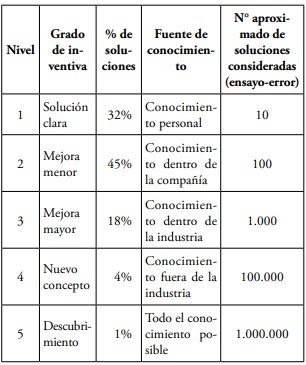 Nivel
Grado
de in-
ventiva
% de
solu-
ciones
Fuente de
conocimien-
to
N° aproxi-
mado de
soluciones
consideradas
(ensayo-error)
1
Solución
clara
32%
Conocimien-
to personal
10
2
Mejora
menor
45%
Conocimien-
to dentro de
la compañía
100
3
Mejora
mayor
18%
Conocimien-
to dentro de
la industria
1.000
4
Nuevo
concepto
4%
Conocimien-
to fuera de la
industria
100.000
5
Descubri-
miento
1%
Todo el cono-
cimiento po-
sible
1.000.000